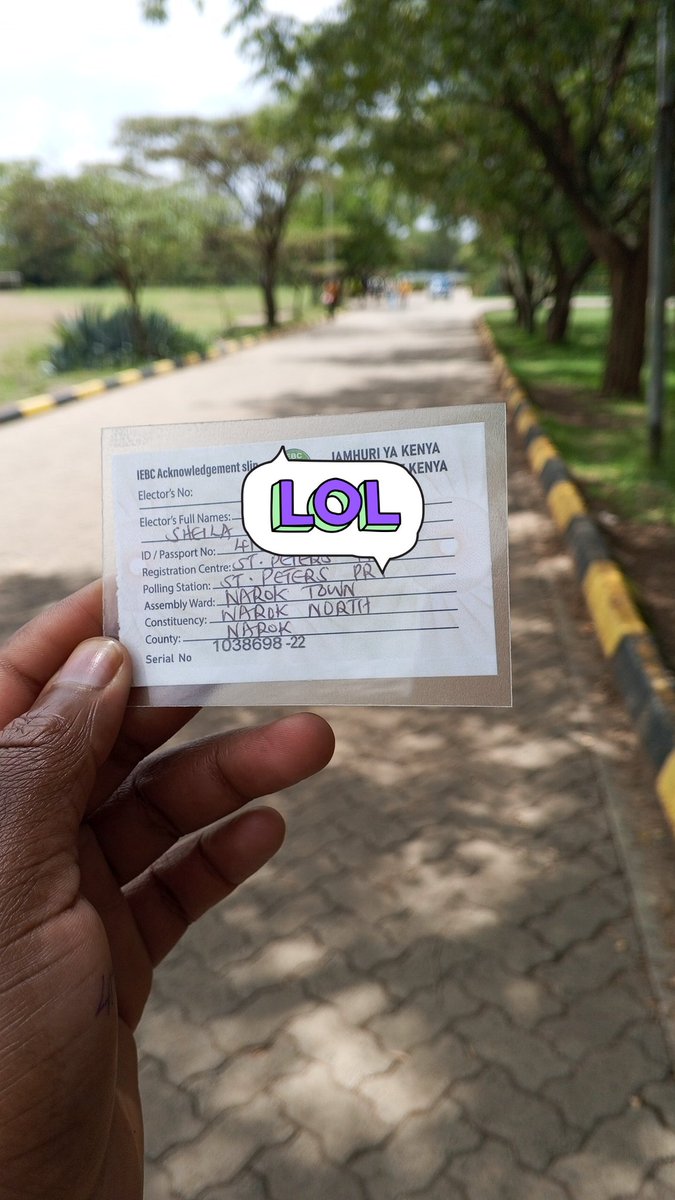 IEBC Acknowledgement slip IEBC JAMHURI YA KENYA
KENYA
LOL
Elector's No:
Elector's Full Names:
SHEILA
ID / Passport No:
Registration Centre: ST. PETERS
Polling Station: ST. PETERS PR
Assembly Ward: NAROK TOWN
Constituency: NAROK NORTH
County: NAROK
Serial No 1038698-22